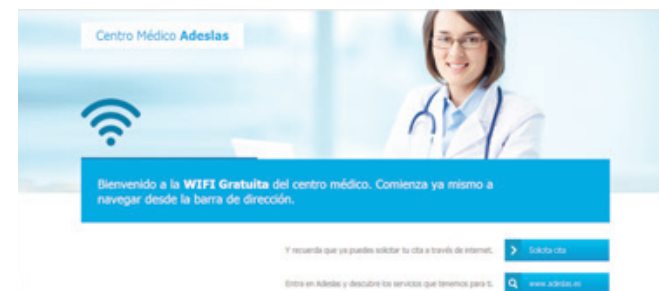 Centro Médico Adeslas
Bienvenido a la WIFI Gratuita del centro médico. Comienza ya mismo a
navegar desde la barra de dirección.
Y recuerda que ya puedes solicitar tu cita a través de internet.
Solicita cita
Entra en Adeslas y descubre los servicios que tenemos para ti.
www.adeslas.es